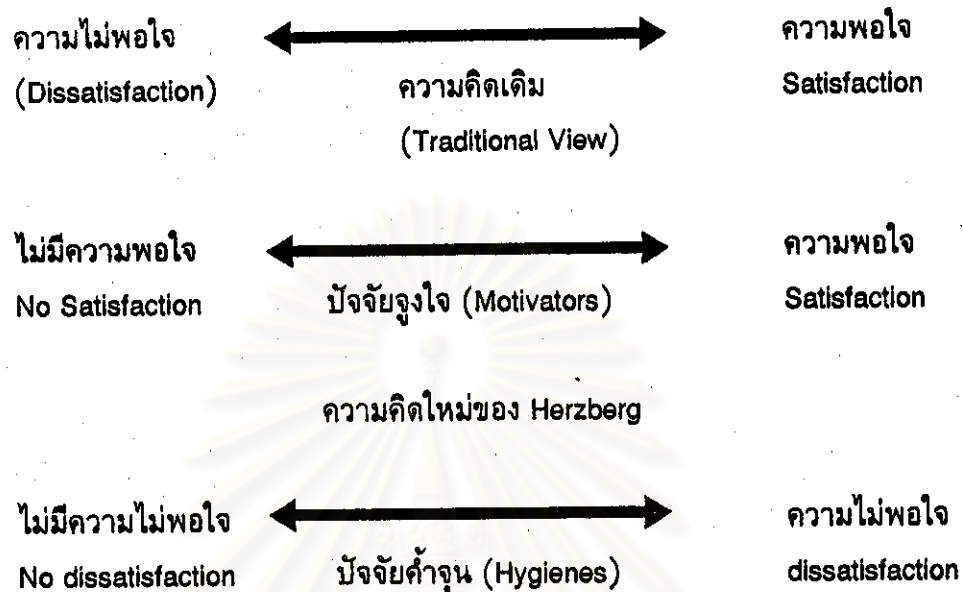 ความไม่พอใจ ความพอใจ
(Dissatisfaction) ความคิดเดิม Satisfaction
(Traditional View)
ไม่มีความพอใจ ความพอใจ
No Satisfaction ปัจจัยจูงใจ (Motivators) Satisfaction
ความคิดใหม่ของ Herzberg
ไม่มีความไม่พอใจ ความไม่พอใจ
No dissatisfaction ปัจจัยค้ำจุน (Hygienes) dissatisfaction